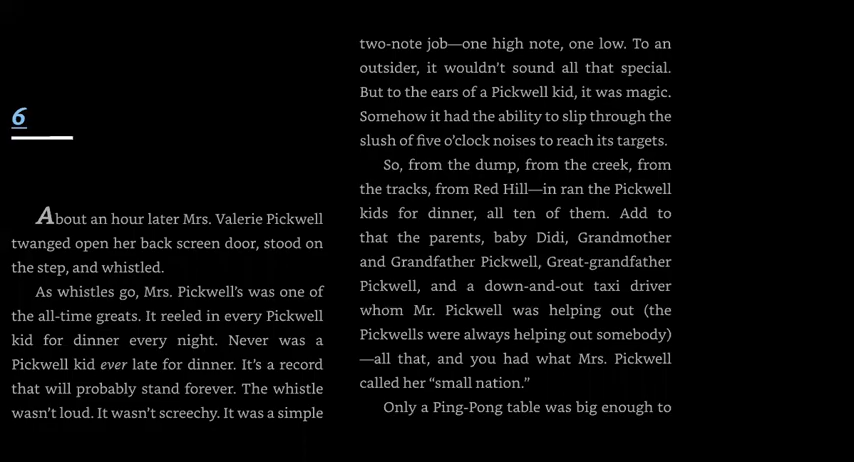 6
About an hour later Mrs. Valerie Pickwell
twanged open her back screen door, stood on
the step, and whistled.
As whistles go, Mrs. Pickwell’s was one of
the all-time greats. It reeled in every Pickwell
kid for dinner every night. Never was a
Pickwell kid ever late for dinner. It’s a record
that will probably stand forever. The whistle
wasn’t loud. It wasn’t screechy. It was a simple
two-note job—one high note, one low. To an
outsider, it wouldn’t sound all that special.
But to the ears of a Pickwell kid, it was magic.
Somehow it had the ability to slip through the
slush of five o’clock noises to reach its targets.
So, from the dump, from the creek, from
the tracks, from Red Hill—in ran the Pickwell
kids for dinner, all ten of them. Add to
that the parents, baby Didi, Grandmother
and Grandfather Pickwell, Great-grandfather
Pickwell, and a down-and-out taxi driver
whom Mr. Pickwell was helping out (the
Pickwells were always helping out somebody)
—all that, and you had what Mrs. Pickwell
called her “small nation.”
Only a Ping-Pong table was big enough to